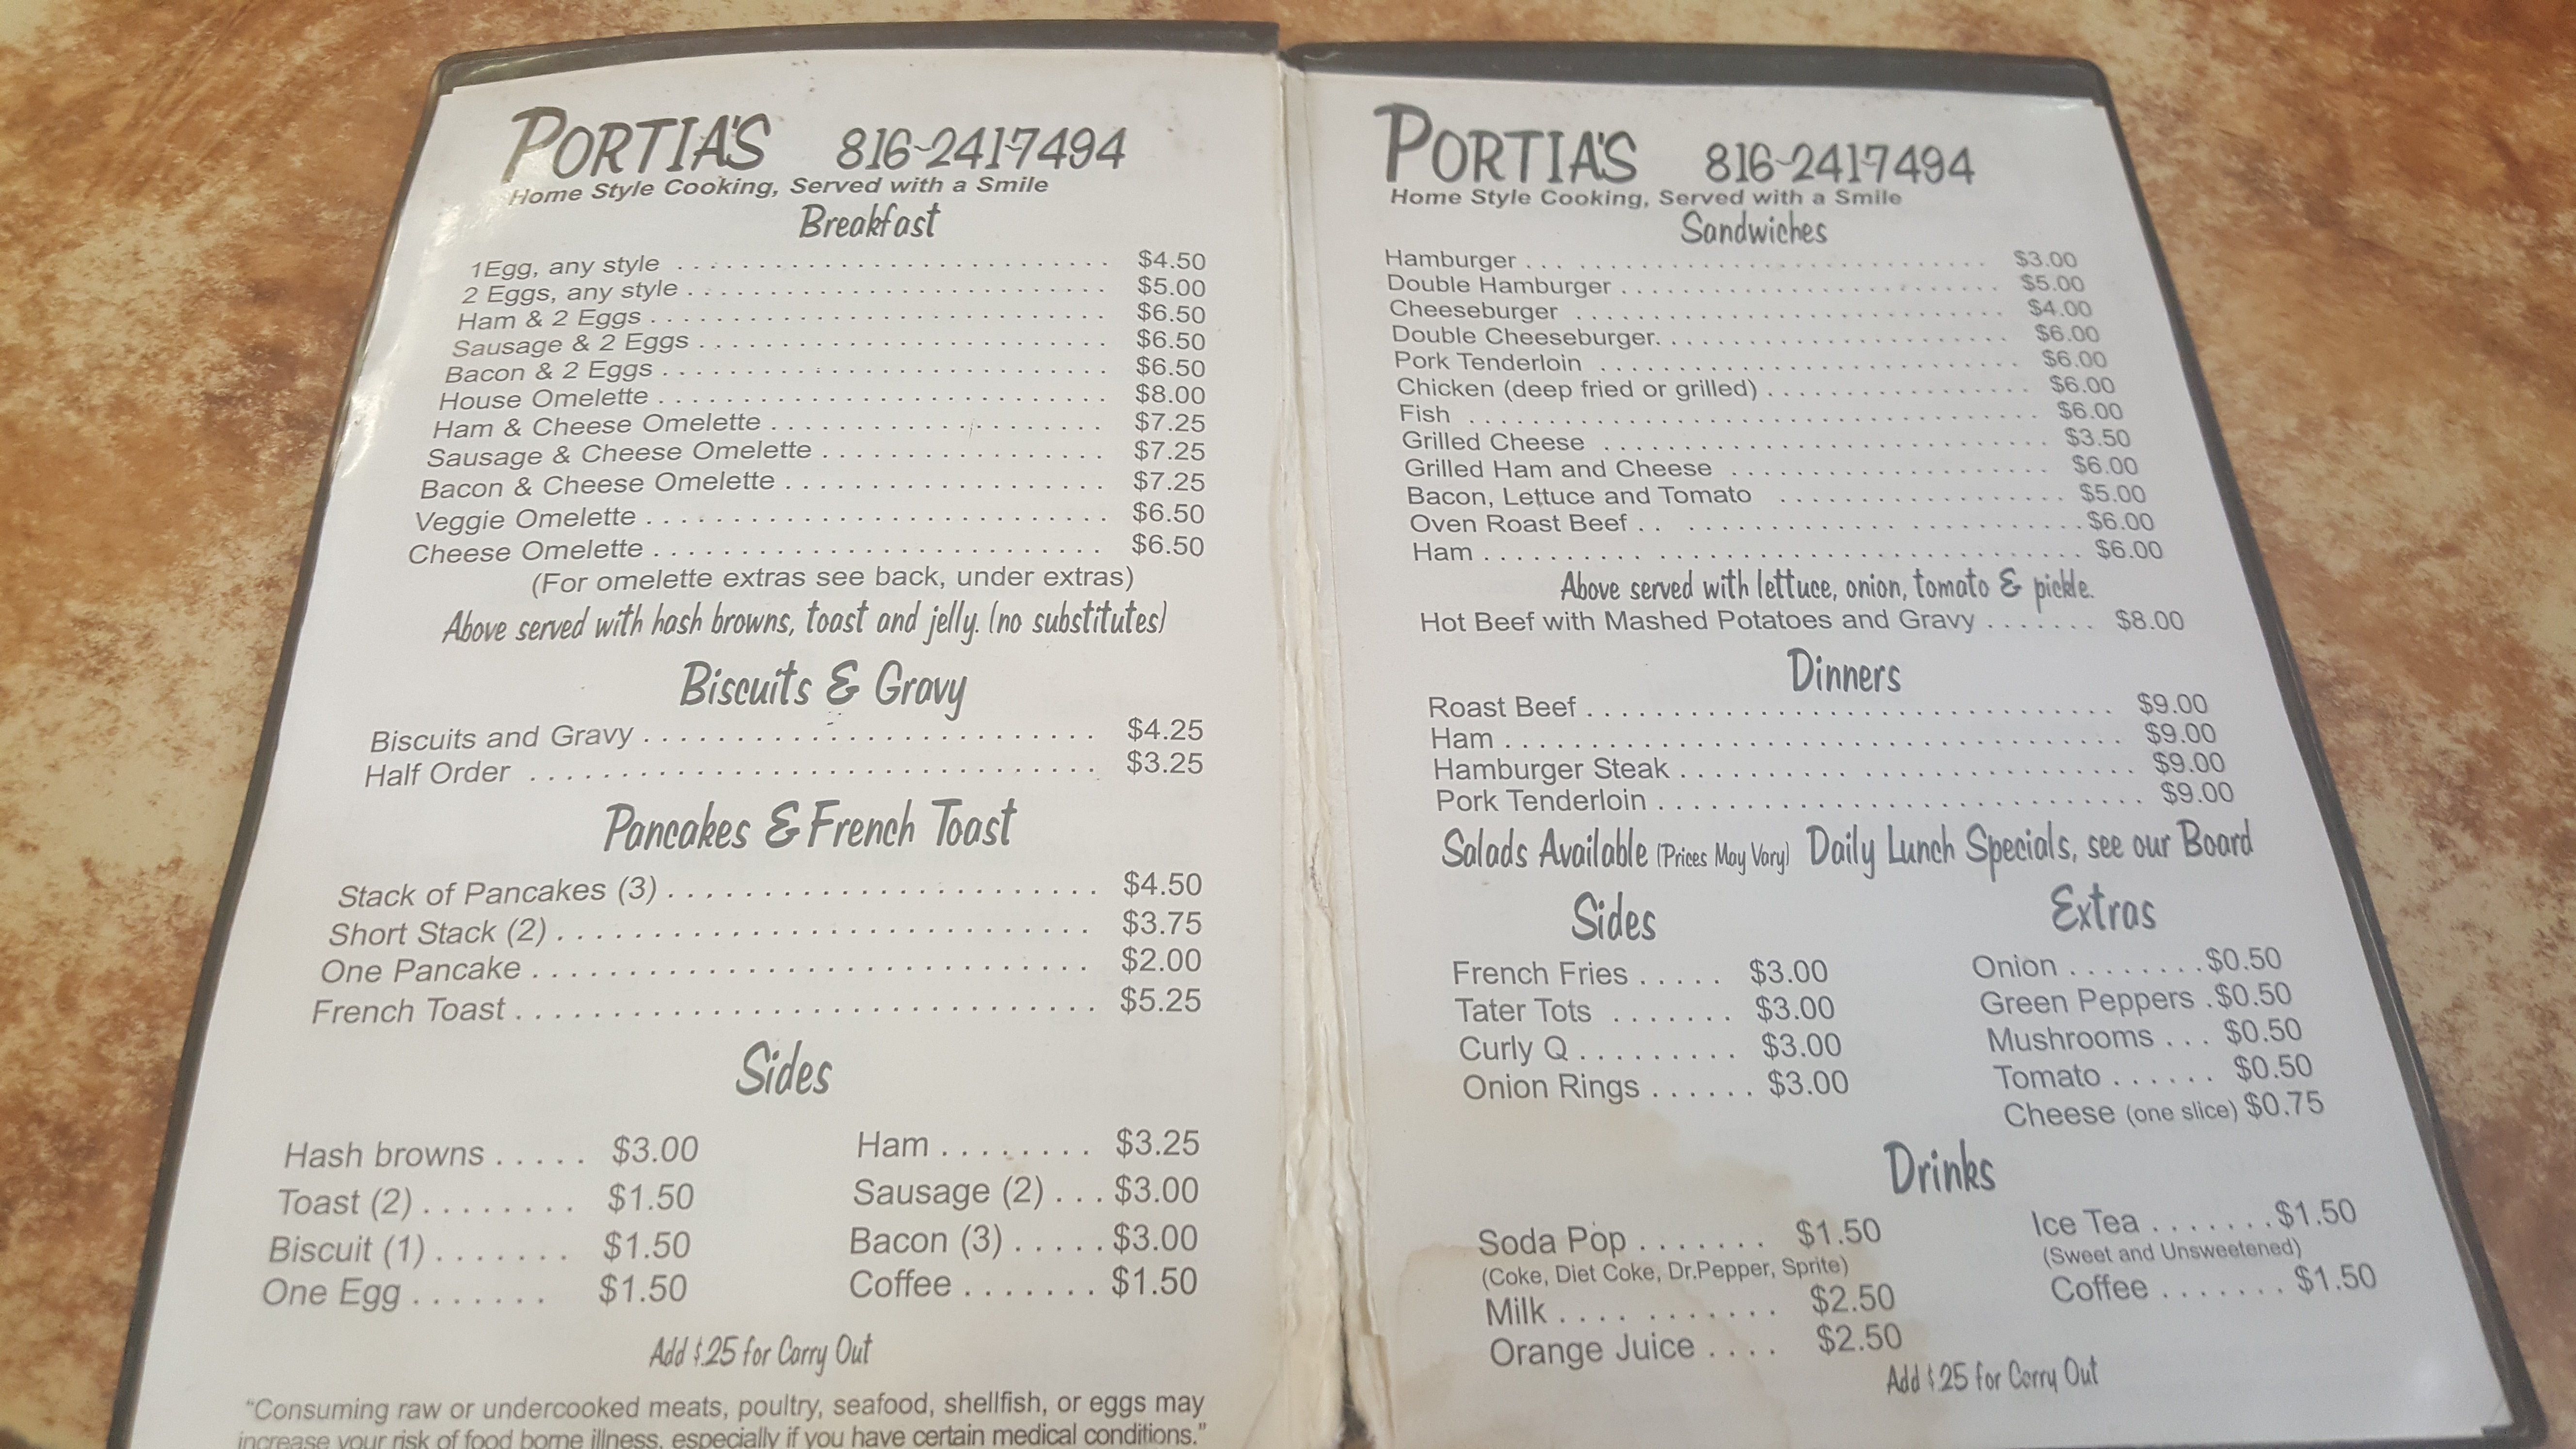 PORTIA'S 816-241-7494
Home Style Cooking, Served with a Smile
Breakfast
1Egg, any style . . . . . . . . . . . . . . . . . . . . . . . . . . . $4.50
2 Eggs, any style . . . . . . . . . . . . . . . . . . . . . . . . . . $5.00
Ham & 2 Eggs . . . . . . . . . . . . . . . . . . . . . . . . . . . . $6.50
Sausage & 2 Eggs . . . . . . . . . . . . . . . . . . . . . . . . . $6.50
Bacon & 2 Eggs . . . . . . . . . . . . . . . . . . . . . . . . . . . $6.50
House Omelette . . . . . . . . . . . . . . . . . . . . . . . . . . . $8.00
Ham & Cheese Omelette . . . . . . . . . . . . . . . . . . . . $7.25
Sausage & Cheese Omelette . . . . . . . . . . . . . . . . . $7.25
Bacon & Cheese Omelette . . . . . . . . . . . . . . . . . . . $7.25
Veggie Omelette . . . . . . . . . . . . . . . . . . . . . . . . . . . $6.50
Cheese Omelette . . . . . . . . . . . . . . . . . . . . . . . . . . $6.50
(For omelette extras see back, under extras)
Above served with hash browns, toast and jelly. (no substitutes)
Biscuits & Gravy
Biscuits and Gravy . . . . . . . . . . . . . . . . . . . . . . . . . $4.25
Half Order . . . . . . . . . . . . . . . . . . . . . . . . . . . . . . . $3.25
Pancakes & French Toast
Stack of Pancakes (3) . . . . . . . . . . . . . . . . . . . . . . . $4.50
Short Stack (2) . . . . . . . . . . . . . . . . . . . . . . . . . . . . $3.75
One Pancake . . . . . . . . . . . . . . . . . . . . . . . . . . . . . $2.00
French Toast . . . . . . . . . . . . . . . . . . . . . . . . . . . . . . $5.25
Sides
Hash browns . . . . . $3.00
Toast (2) . . . . . . . . $1.50
Biscuit (1) . . . . . . . $1.50
One Egg . . . . . . . $1.50
Ham . . . . . . . . $3.25
Sausage (2) . . . $3.00
Bacon (3) . . . . . $3.00
Coffee . . . . . . . $1.50
Add $.25 for Carry Out
"Consuming raw or undercooked meats, poultry, seafood, shellfish, or eggs may
increase your risk of food borne illness, especially if you have certain medical conditions."
PORTIA'S 816-241-7494
Home Style Cooking, Served with a Smile
Sandwiches
Hamburger . . . . . . . . . . . . . . . . . . . . . . . . . . . . . $3.00
Double Hamburger . . . . . . . . . . . . . . . . . . . . . . . . $5.00
Cheeseburger . . . . . . . . . . . . . . . . . . . . . . . . . . . $4.00
Double Cheeseburger. . . . . . . . . . . . . . . . . . . . . . $6.00
Pork Tenderloin . . . . . . . . . . . . . . . . . . . . . . . . . . $6.00
Chicken (deep fried or grilled) . . . . . . . . . . . . . . . . $6.00
Fish . . . . . . . . . . . . . . . . . . . . . . . . . . . . . . . . . . . $6.00
Grilled Cheese . . . . . . . . . . . . . . . . . . . . . . . . . . . $3.50
Grilled Ham and Cheese . . . . . . . . . . . . . . . . . . . . $6.00
Bacon, Lettuce and Tomato . . . . . . . . . . . . . . . . . . $5.00
Oven Roast Beef . . . . . . . . . . . . . . . . . . . . . . . . . . $6.00
Ham . . . . . . . . . . . . . . . . . . . . . . . . . . . . . . . . . . . $6.00
Above served with lettuce, onion, tomato & pickle.
Hot Beef with Mashed Potatoes and Gravy . . . . . . . $8.00
Dinners
Roast Beef . . . . . . . . . . . . . . . . . . . . . . . . . . . . . . . $9.00
Ham . . . . . . . . . . . . . . . . . . . . . . . . . . . . . . . . . . . . $9.00
Hamburger Steak . . . . . . . . . . . . . . . . . . . . . . . . . . $9.00
Pork Tenderloin . . . . . . . . . . . . . . . . . . . . . . . . . . . . $9.00
Salads Available (Prices May Vary) Daily Lunch Specials, see our Board
Sides
French Fries . . . . . $3.00
Tater Tots . . . . . . . $3.00
Curly Q . . . . . . . . . $3.00
Onion Rings . . . . . . $3.00
Extras
Onion . . . . . . . . $0.50
Green Peppers . $0.50
Mushrooms . . . $0.50
Tomato . . . . . . $0.50
Cheese (one slice) $0.75
Drinks
Soda Pop . . . . . . . $1.50
(Coke, Diet Coke, Dr.Pepper, Sprite)
Milk . . . . . . . . . . . $2.50
Orange Juice . . . . $2.50
Ice Tea . . . . . . . $1.50
(Sweet and Unsweetened)
Coffee . . . . . . . $1.50
Add $.25 for Carry Out